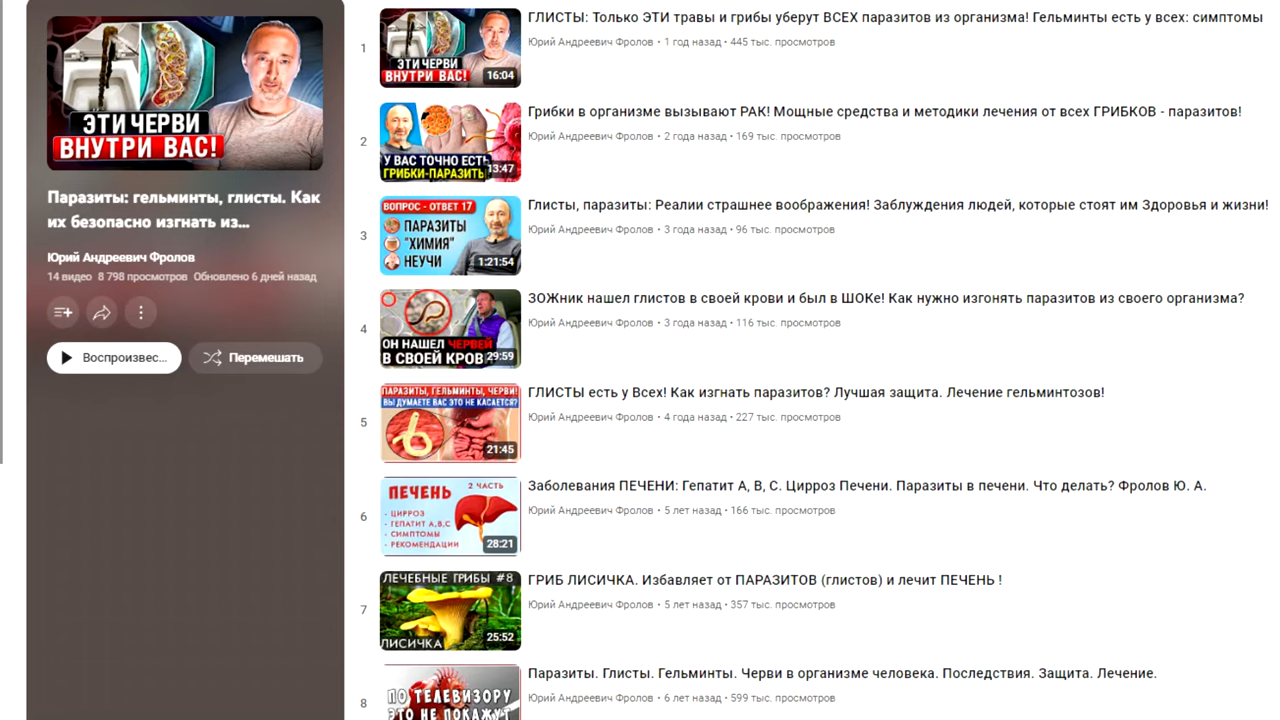 ЭТИ ЧЕРВИ
ВНУТРИ ВАС!
Паразиты: гельминты, глисты. Как
их безопасно изгнать из...
Юрий Андреевич Фролов
14 видео 8 798 просмотров Обновлено 6 дней назад
Воспроизвес...
Перемешать
1
ЭТИ ЧЕРВИ
ВНУТРИ ВАС!
16:04
ГЛИСТЫ: Только ЭТИ травы и грибы уберут ВСЕХ паразитов из организма! Гельминты есть у всех: симптомы
Юрий Андреевич Фролов • 1 год назад • 445 тыс. просмотров
2
У ВАС ТОЧНО ЕСТЬ
ГРИБКИ-ПАРАЗИТЬ
13:47
Грибки в организме вызывают РАК! Мощные средства и методики лечения от всех ГРИБКОВ - паразитов!
Юрий Андреевич Фролов • 2 года назад • 169 тыс. просмотров
3
ВОПРОС - ОТВЕТ 17
ПАРАЗИТЫ
"ХИМИЯ"
НЕУЧИ
1:21:54
Глисты, паразиты: Реалии страшнее воображения! Заблуждения людей, которые стоят им Здоровья и жизни!
Юрий Андреевич Фролов • 3 года назад • 96 тыс. просмотров
4
ОН НАШЕЛ ЧЕРВЕЙ
В СВОЕЙ КРОВ
29:59
ЗОЖник нашел глистов в своей крови и был в ШОКе! Как нужно изгонять паразитов из своего организма?
Юрий Андреевич Фролов • 3 года назад • 116 тыс. просмотров
5
ПАРАЗИТЫ, ГЕЛЬМИНТЫ, ЧЕРВИ!
ВЫ ДУМАЕТЕ ВАС ЭТО НЕ КАСАЕТСЯ?
21:45
ГЛИСТЫ есть у Всех! Как изгнать паразитов? Лучшая защита. Лечение гельминтозов!
Юрий Андреевич Фролов • 4 года назад • 227 тыс. просмотров
6
2 ЧАСТЬ
ПЕЧЕНЬ
- ЦИРРОЗ
- ГЕПАТИТ А,В,С
- СИМПТОМЫ
- РЕКОМЕНДАЦИИ
28:21
Заболевания ПЕЧЕНИ: Гепатит А, В, С. Цирроз Печени. Паразиты в печени. Что делать? Фролов Ю. А.
Юрий Андреевич Фролов • 5 лет назад • 166 тыс. просмотров
7
ЛЕЧЕБНЫЕ ГРИБЫ #8
ЛИСИЧКА
25:52
ГРИБ ЛИСИЧКА. Избавляет от ПАРАЗИТОВ (глистов) и лечит ПЕЧЕНЬ !
Юрий Андреевич Фролов • 5 лет назад • 357 тыс. просмотров
8
ПО ТЕЛЕВИЗОРУ
ЭТО НЕ ПОКАЖУТ
Паразиты. Глисты. Гельминты. Черви в организме человека. Последствия. Защита. Лечение.
Юрий Андреевич Фролов • 6 лет назад • 599 тыс. просмотров